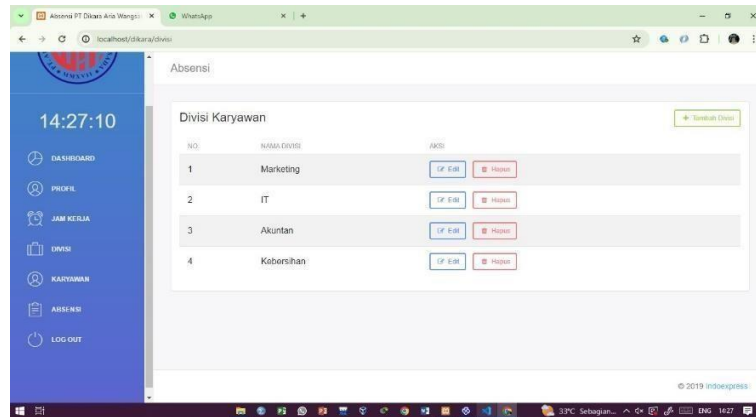 Absensi PT Dikara Aria Wangsa
WhatsApp
localhost/dikara/divisi
Absensi
14:27:10
DASHBOARD
PROFIL
JAM KERJA
DIVISI
KARYAWAN
ABSENSI
LOG OUT
Divisi Karyawan
+ Tambah Divisi
NO. NAMA DIVISI AKSI
1 Marketing Edit Hapus
2 IT Edit Hapus
3 Akuntan Edit Hapus
4 Kebersihan Edit Hapus
© 2019 indoexpress
33°C Sebagian... ENG 14:27